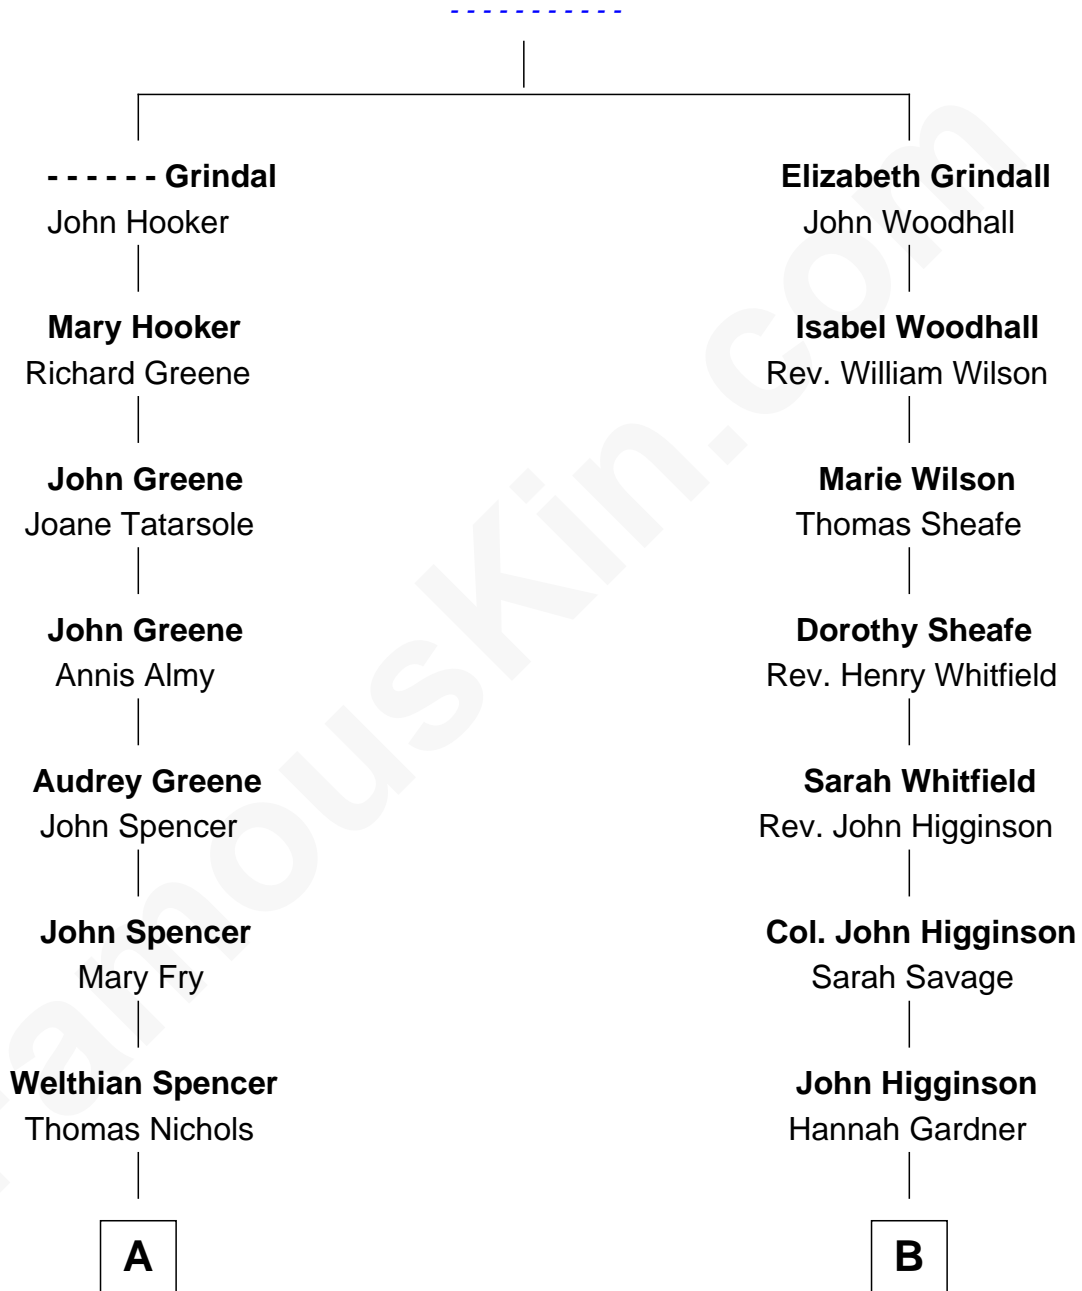 - - - - - - - - - - -
- - - - - - Grindal
John Hooker
Elizabeth Grindall
John Woodhall
Mary Hooker
Richard Greene
Isabel Woodhall
Rev. William Wilson
John Greene
Joane Tatarsole
Marie Wilson
Thomas Sheafe
John Greene
Annis Almy
Dorothy Sheafe
Rev. Henry Whitfield
Audrey Greene
John Spencer
Sarah Whitfield
Rev. John Higginson
John Spencer
Mary Fry
Col. John Higginson
Sarah Savage
Welthian Spencer
Thomas Nichols
John Higginson
Hannah Gardner
A
B
FamousKin.com